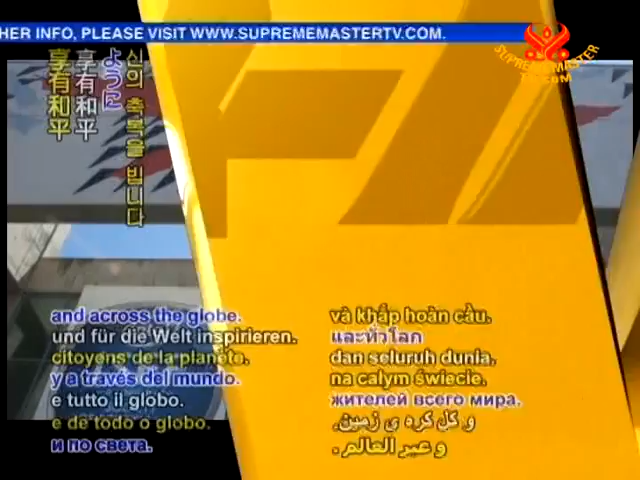 HER INFO, PLEASE VISIT WWW.SUPREMEMASTERTV.COM.
SUPREME MASTER
TV.COM
享有和平
享有和平
ように
신의 축복을 빕니다
and across the globe.
und für die Welt inspirieren.
citoyens de la planète.
y a través del mundo.
e tutto il globo.
e de todo o globo.
и по света.
và khắp hoàn cầu.
และทั่วโลก
dan seluruh dunia.
na całym świecie.
жителей всего мира.
و کل کره ی زمین.
و عبر العالم.